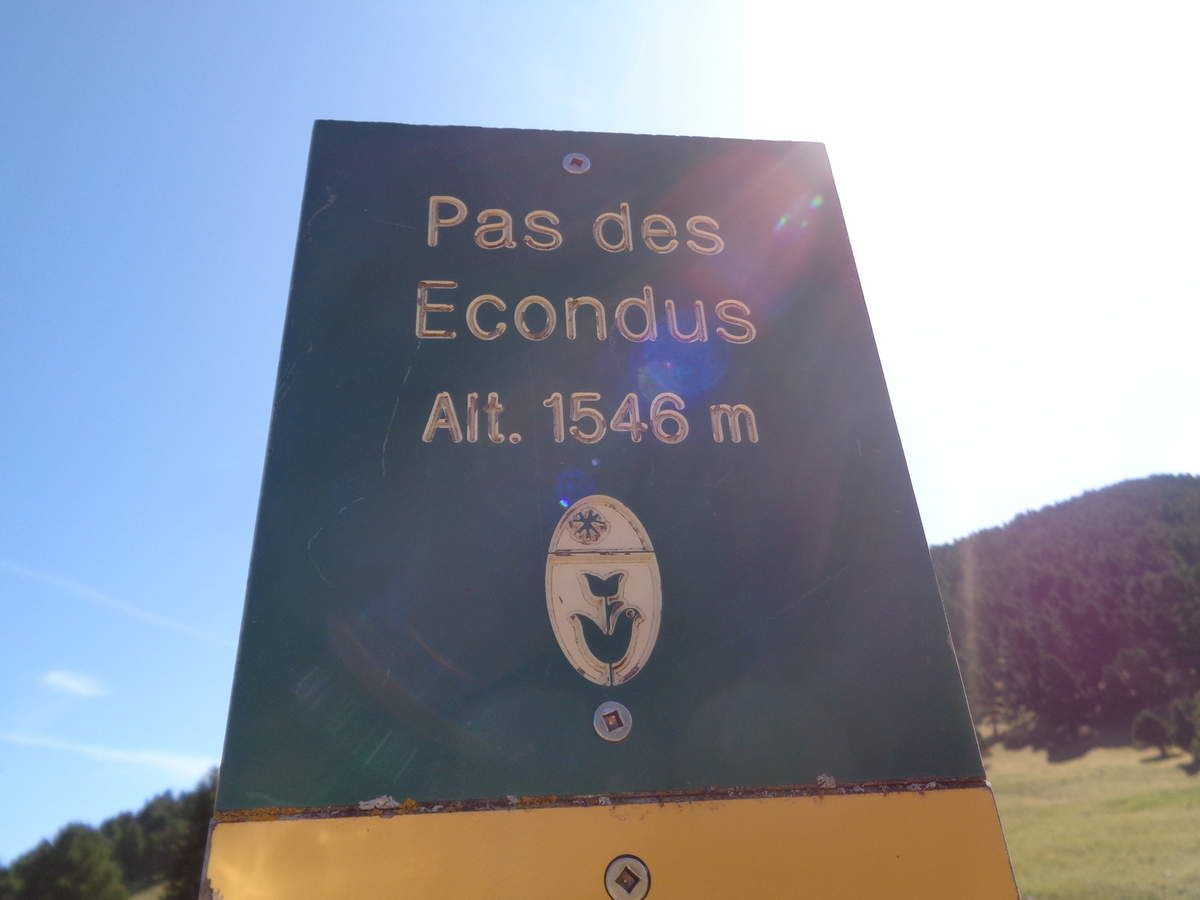 Pas des
Econdus
Alt. 1546 m